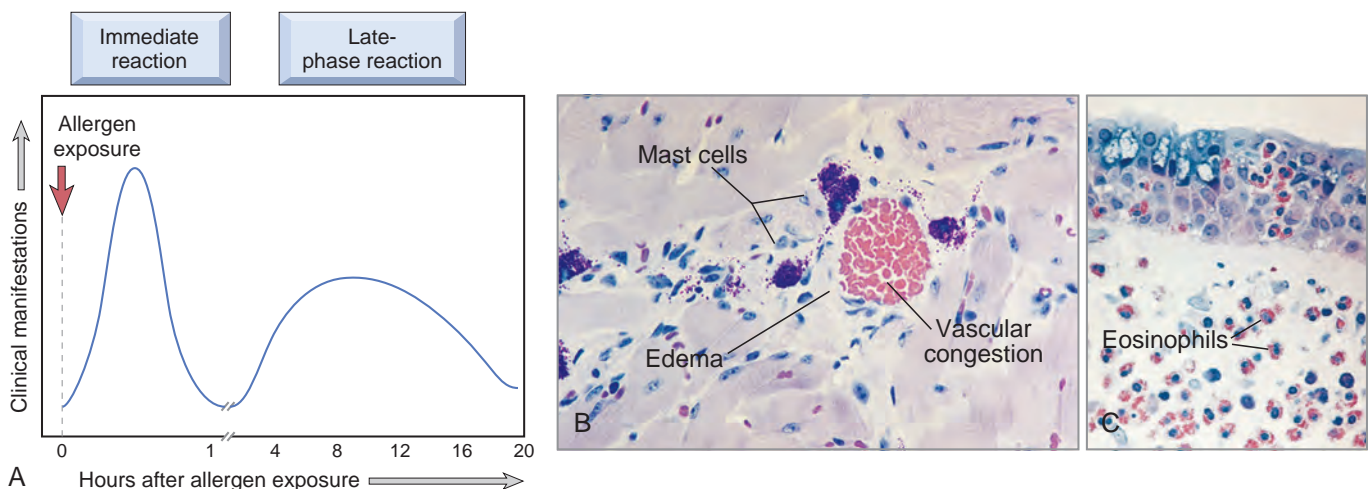 Immediate
reaction
Late-
phase reaction
Clinical manifestations
Allergen
exposure
0 1 4 8 12 16 20
Hours after allergen exposure
A
Mast cells
Edema
Vascular
congestion
B
Eosinophils
C